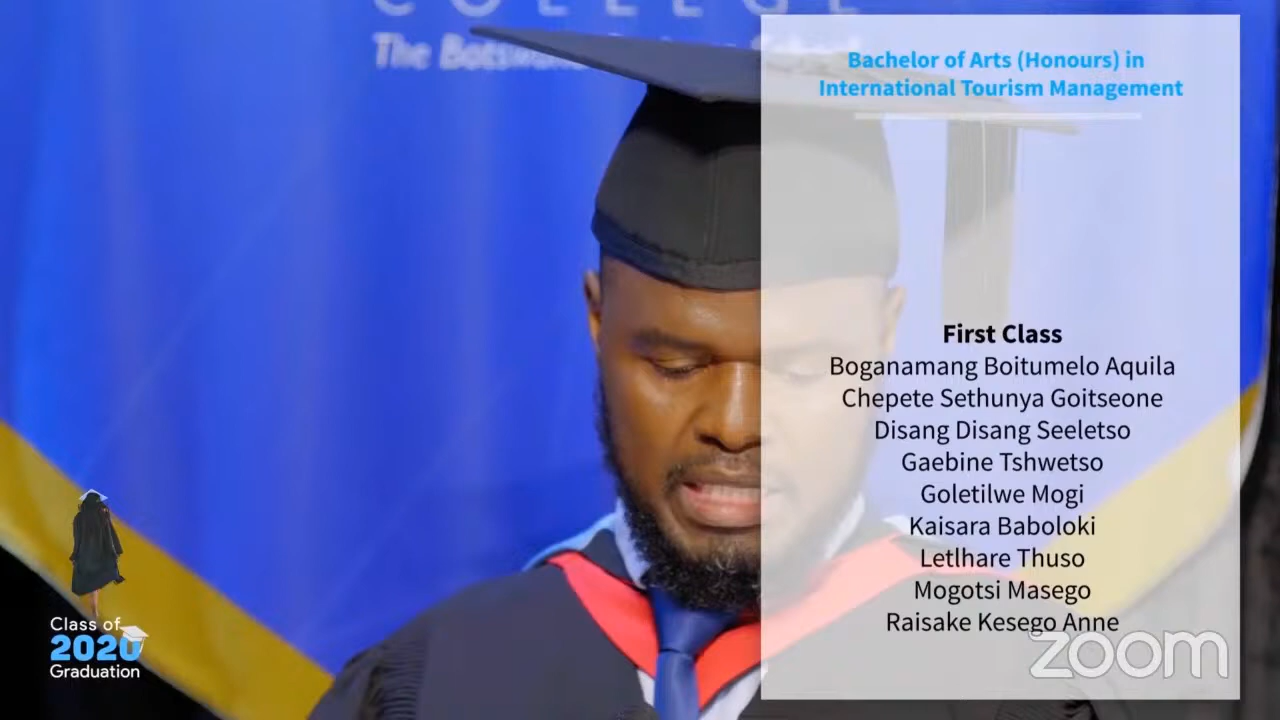 COLLEGE
The Botswana
Bachelor of Arts (Honours) in
International Tourism Management
First Class
Boganamang Boitumelo Aquila
Chepete Sethunya Goitseone
Disang Disang Seeletso
Gaebine Tshwetso
Goletilwe Mogi
Kaisara Baboloki
Letlhare Thuso
Mogotsi Masego
Raisake Kesego Anne
zoom
Class of
2020
Graduation